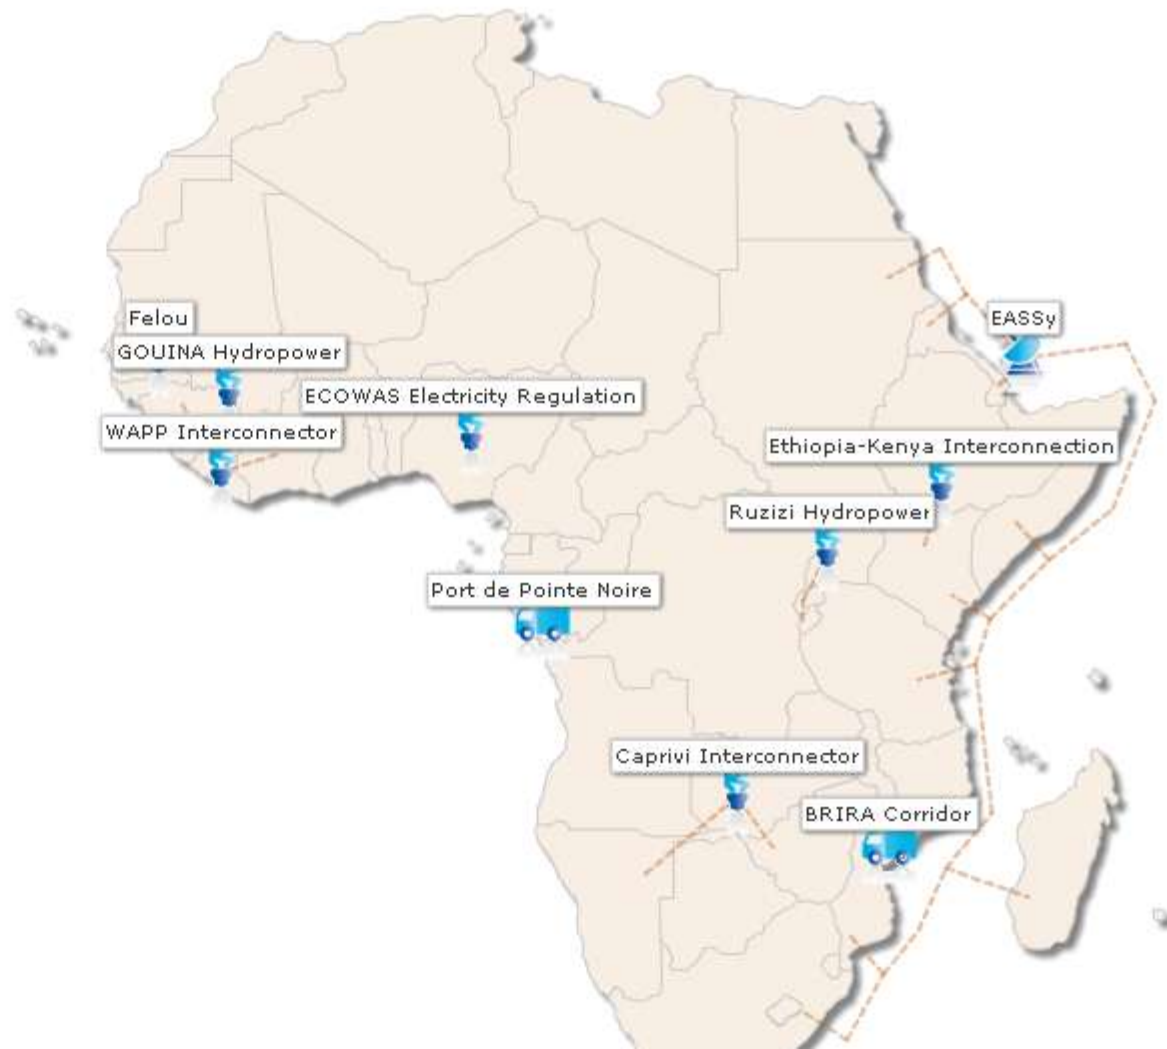 Felou
EASSy
GOUINA Hydropower
ECOWAS Electricity Regulation
WAPP Interconnector
Ethiopia-Kenya Interconnection
Ruzizi Hydropower
Port de Pointe Noire
Caprivi Interconnector
BRIRA Corridor